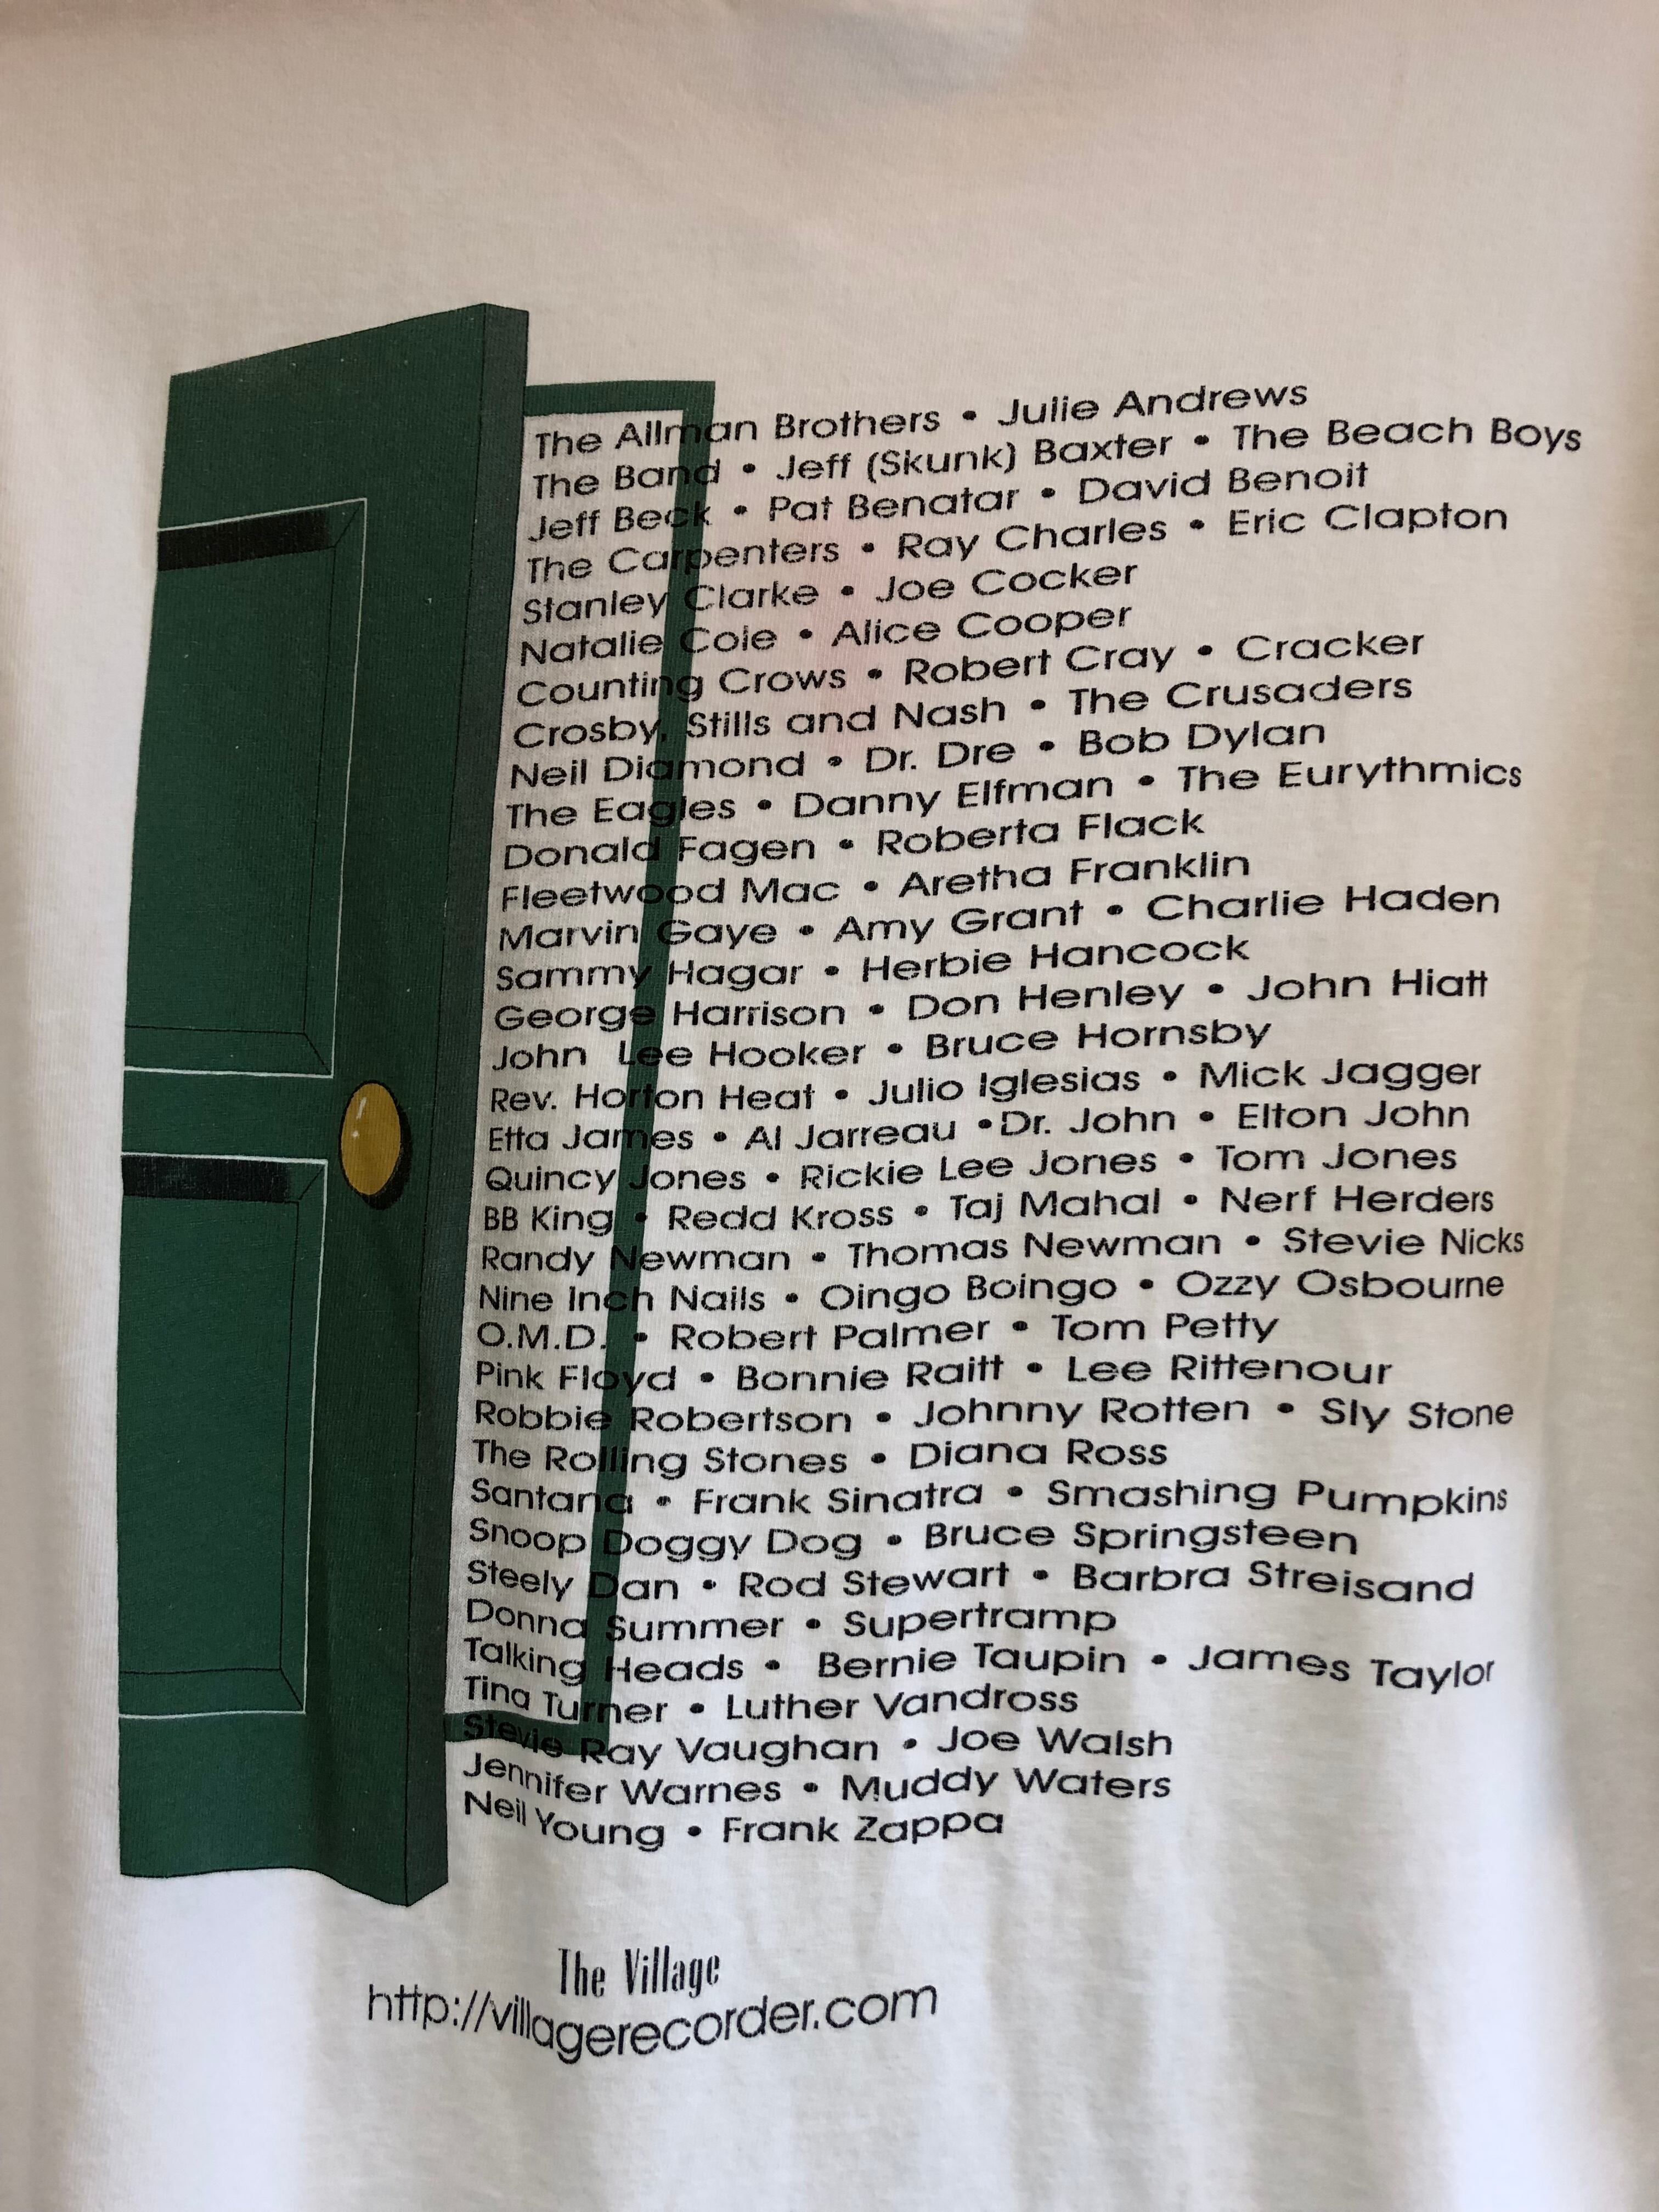 The Allman Brothers • Julie Andrews
The Band • Jeff (Skunk) Baxter • The Beach Boys
Jeff Beck • Pat Benatar • David Benoit
The Carpenters • Ray Charles • Eric Clapton
Stanley Clarke • Joe Cocker
Natalie Cole • Alice Cooper
Counting Crows • Robert Cray • Cracker
Crosby, Stills and Nash • The Crusaders
Neil Diamond • Dr. Dre • Bob Dylan
The Eagles • Danny Elfman • The Eurythmics
Donald Fagen • Roberta Flack
Fleetwood Mac • Aretha Franklin
Marvin Gaye • Amy Grant • Charlie Haden
Sammy Hagar • Herbie Hancock
George Harrison • Don Henley • John Hiatt
John Lee Hooker • Bruce Hornsby
Rev. Horton Heat • Julio Iglesias • Mick Jagger
Etta James • Al Jarreau •Dr. John • Elton John
Quincy Jones • Rickie Lee Jones • Tom Jones
BB King • Redd Kross • Taj Mahal • Nerf Herders
Randy Newman • Thomas Newman • Stevie Nicks
Nine Inch Nails • Oingo Boingo • Ozzy Osbourne
O.M.D. • Robert Palmer • Tom Petty
Pink Floyd • Bonnie Raitt • Lee Rittenour
Robbie Robertson • Johnny Rotten • Sly Stone
The Rolling Stones • Diana Ross
Santana • Frank Sinatra • Smashing Pumpkins
Snoop Doggy Dog • Bruce Springsteen
Steely Dan • Rod Stewart • Barbra Streisand
Donna Summer • Supertramp
Talking Heads • Bernie Taupin • James Taylor
Tina Turner • Luther Vandross
Stevie Ray Vaughan • Joe Walsh
Jennifer Warnes • Muddy Waters
Neil Young • Frank Zappa
The Village
http://villagerecorder.com